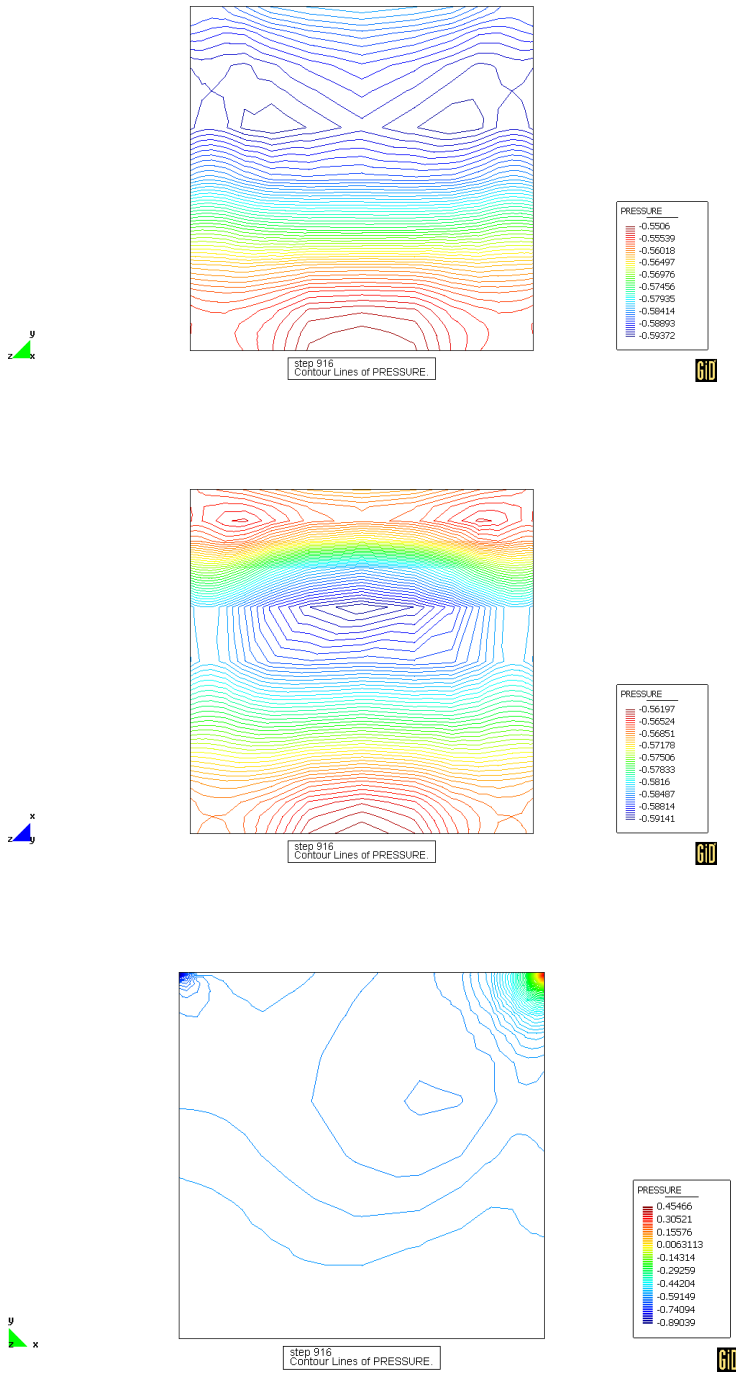 PRESSURE
-0.5506
-0.55539
-0.56018
-0.56497
-0.56976
-0.57456
-0.57935
-0.58414
-0.58893
-0.59372
y
z x
step 916
Contour Lines of PRESSURE.
GiD
PRESSURE
-0.56197
-0.56524
-0.56851
-0.57178
-0.57506
-0.57833
-0.5816
-0.58487
-0.58814
-0.59141
x
z y
step 916
Contour Lines of PRESSURE.
GiD
PRESSURE
0.45466
0.30521
0.15576
0.0063113
-0.14314
-0.29259
-0.44204
-0.59149
-0.74094
-0.89039
y
z x
step 916
Contour Lines of PRESSURE.
GiD